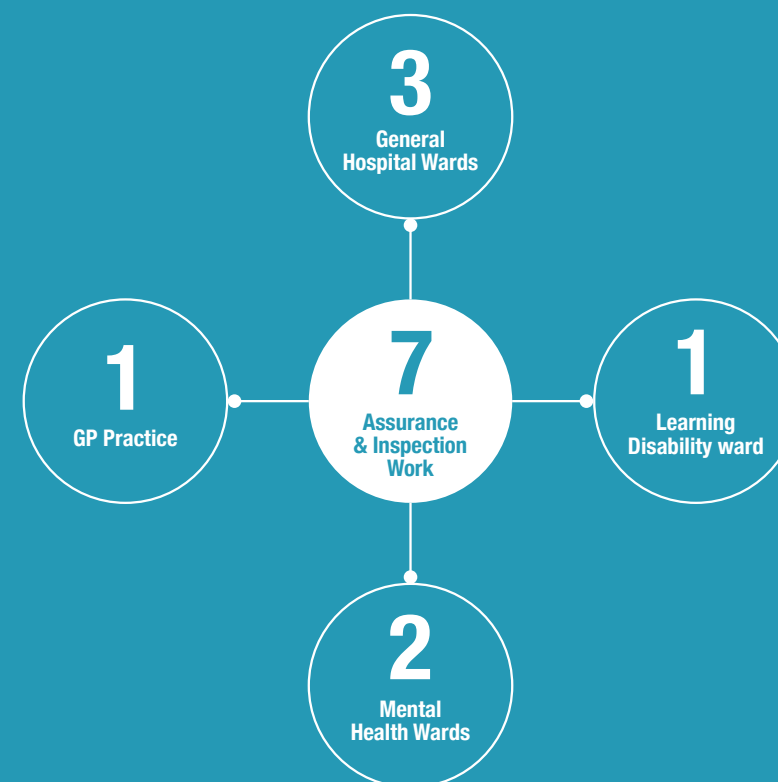 3
General
Hospital Wards
1
GP Practice
7
Assurance
& Inspection
Work
1
Learning
Disability ward
2
Mental
Health Wards